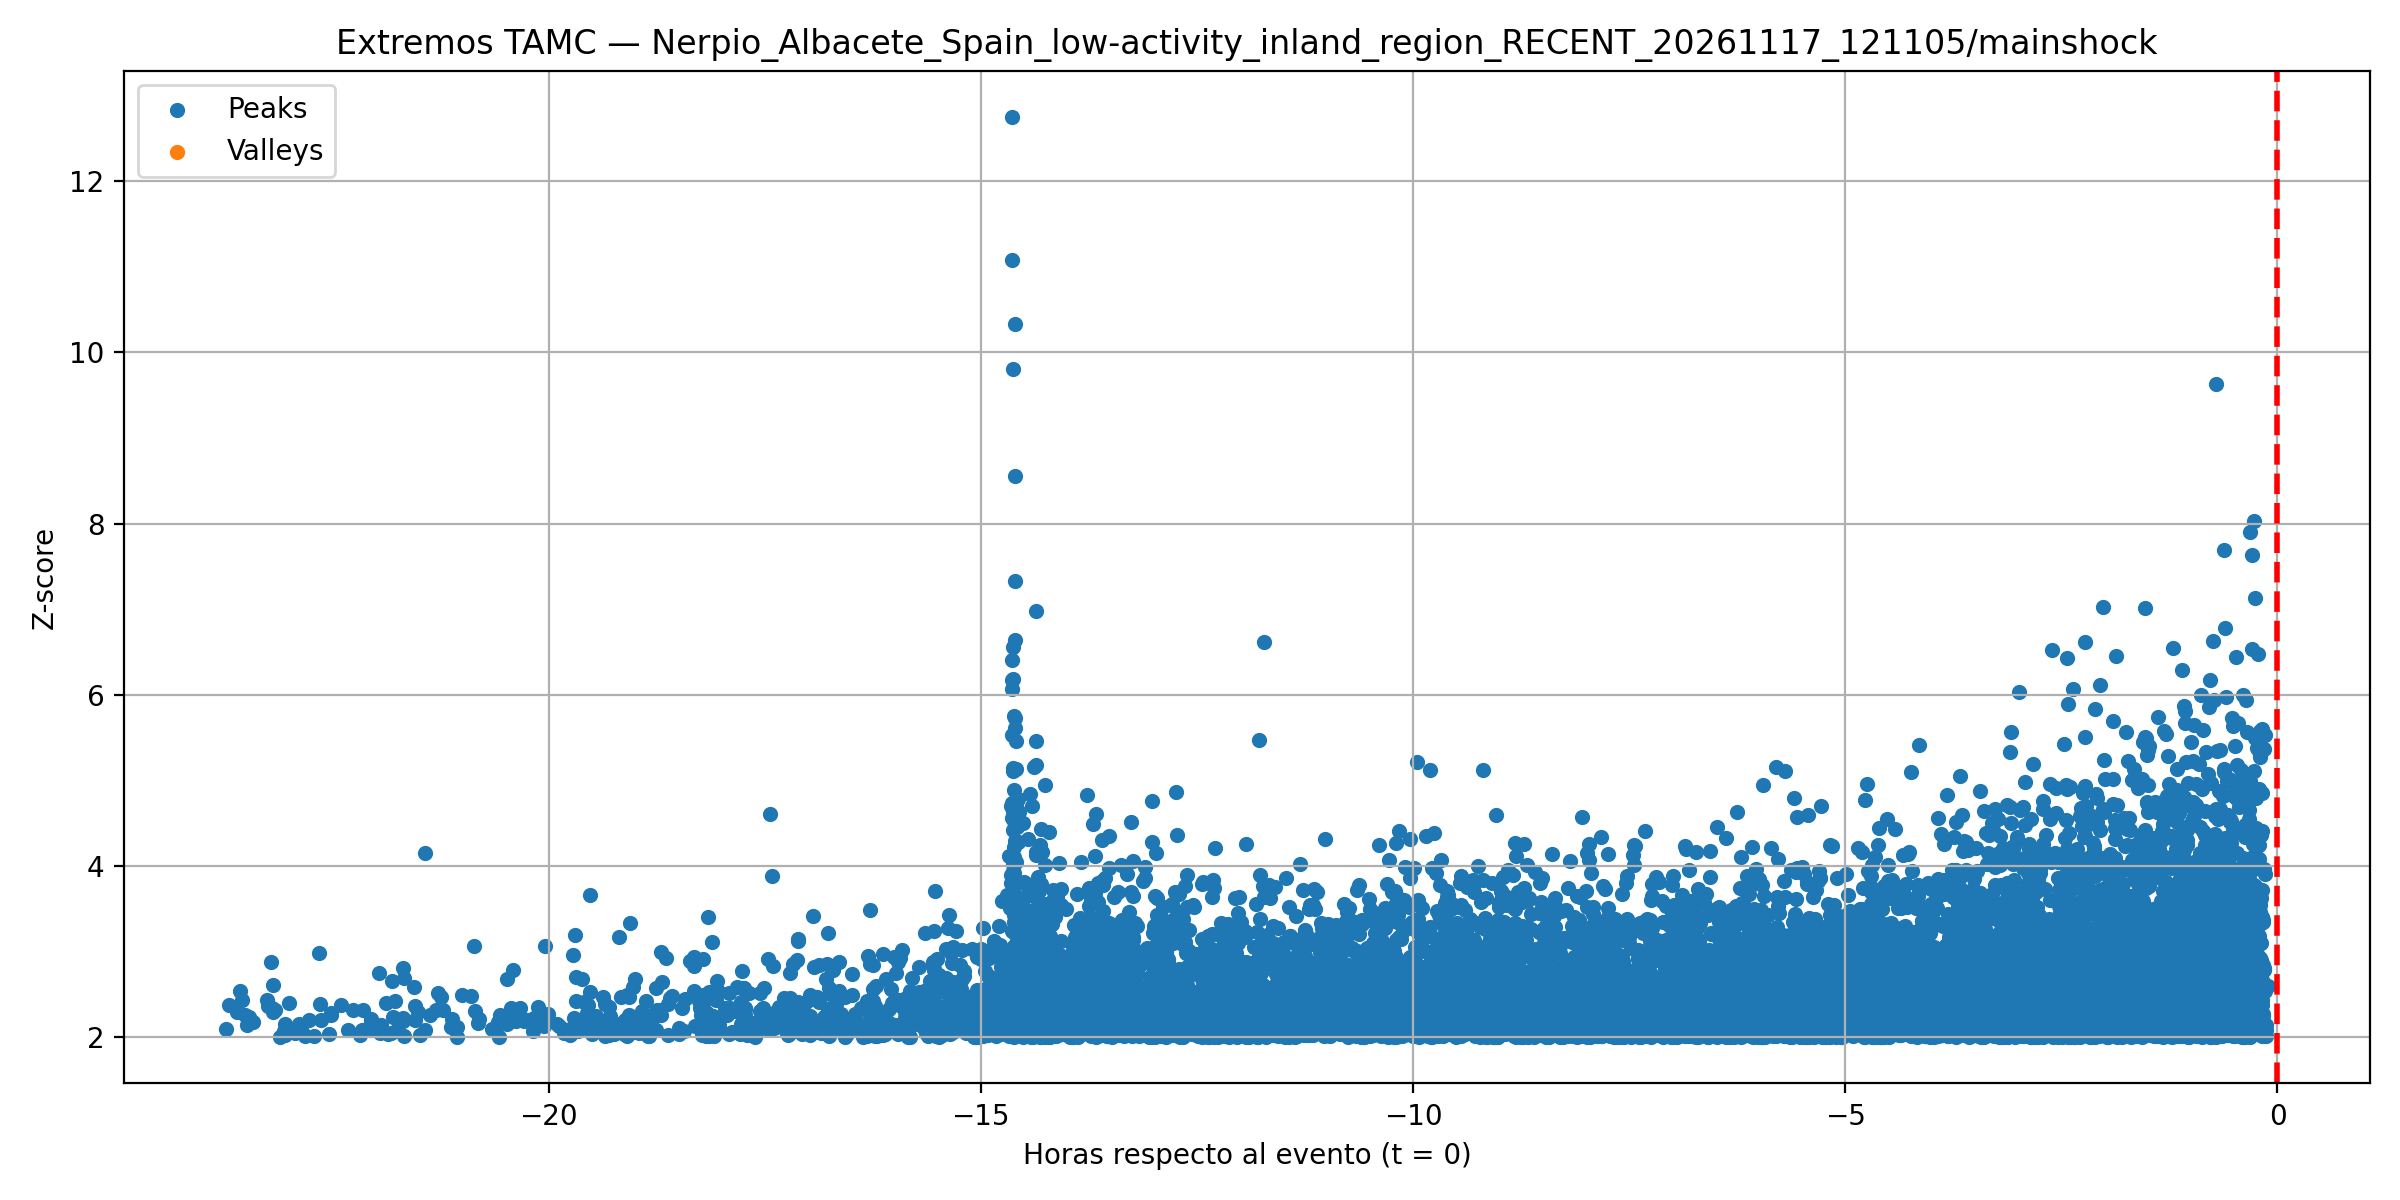 Extremos TAMC — Nerpio_Albacete_Spain_low-activity_inland_region_RECENT_20261117_121105/mainshock
Peaks
Valleys
12
10
8
6
4
2
Z-score
−20
−15
−10
−5
0
Horas respecto al evento (t = 0)